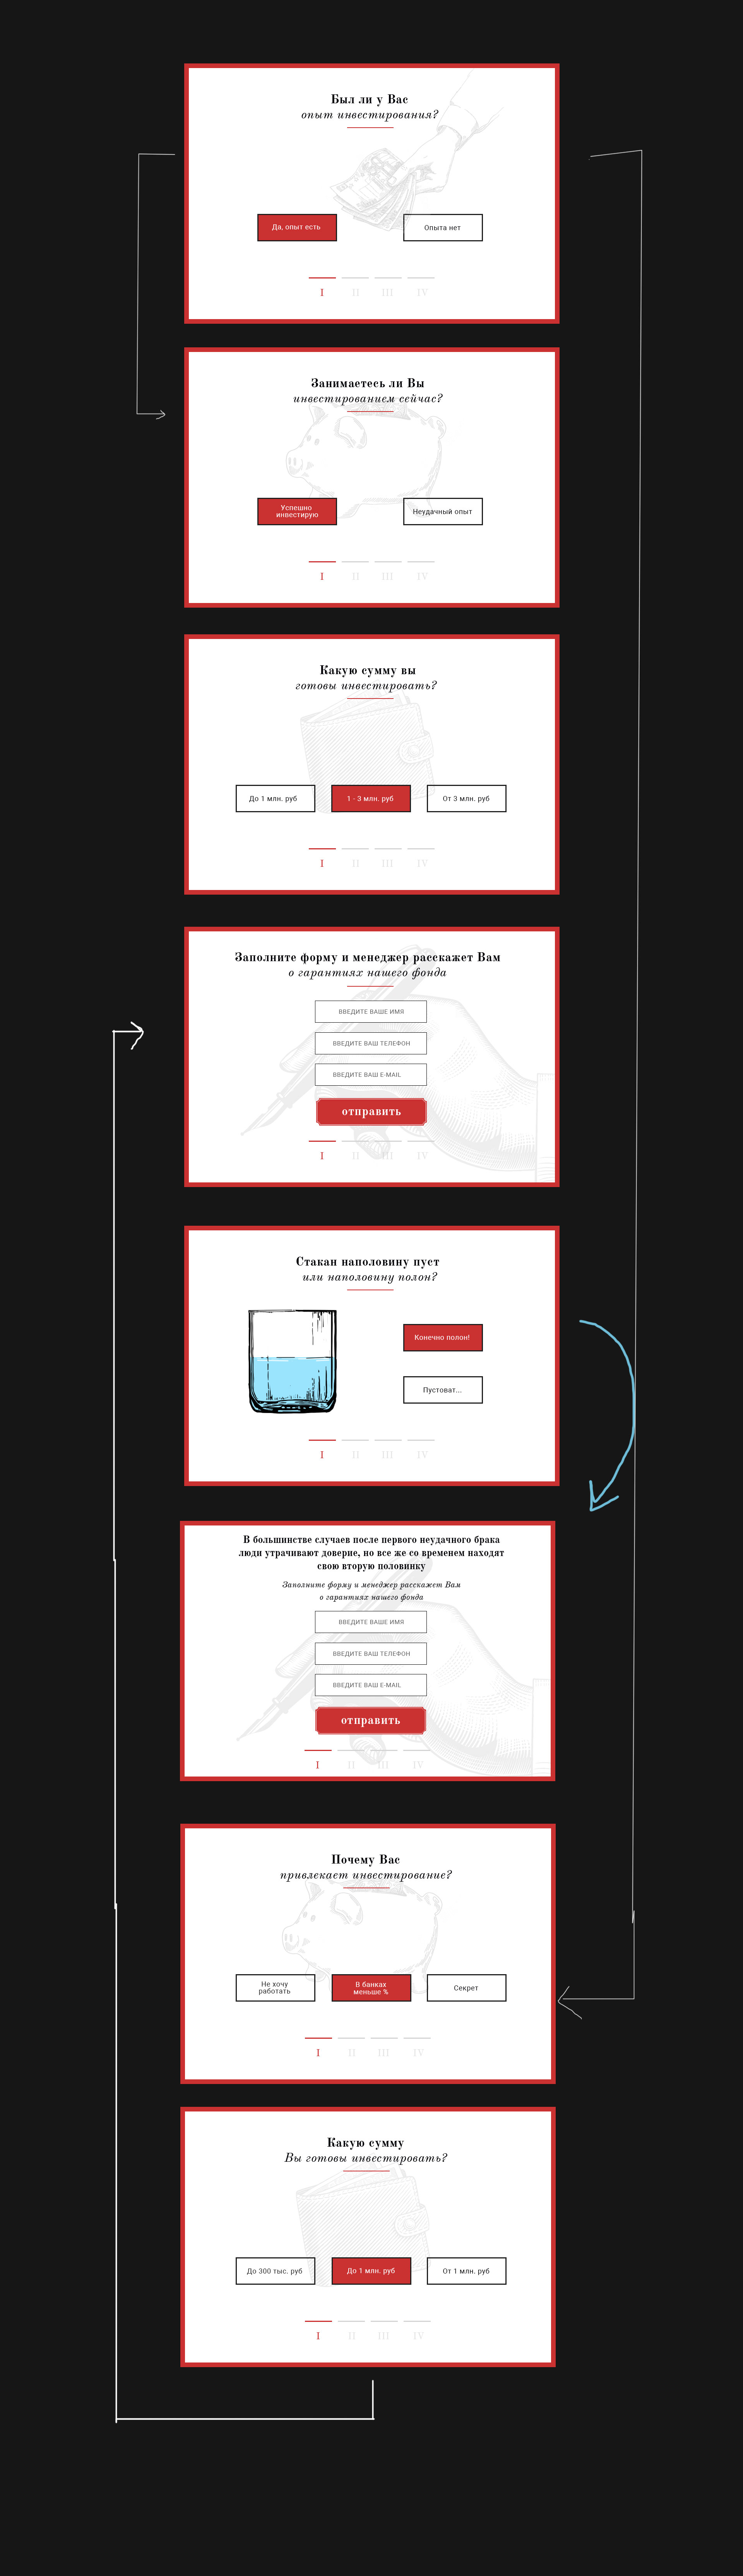 Был ли у Вас
опыт инвестирования?
Да, опыт есть
Опыта нет
I II III IV
Занимаетесь ли Вы
инвестированием сейчас?
Успешно
инвестирую
Неудачный опыт
I II III IV
Какую сумму вы
готовы инвестировать?
До 1 млн. руб
1 - 3 млн. руб
От 3 млн. руб
I II III IV
Заполните форму и менеджер расскажет Вам
о гарантиях нашего фонда
ВВЕДИТЕ ВАШЕ ИМЯ
ВВЕДИТЕ ВАШ ТЕЛЕФОН
ВВЕДИТЕ ВАШ E-MAIL
отправить
I II III IV
Стакан наполовину пуст
или наполовину полон?
Конечно полон!
Пустоват...
I II III IV
В большинстве случаев после первого неудачного брака
люди утрачивают доверие, но все же со временем находят
свою вторую половинку
Заполните форму и менеджер расскажет Вам
о гарантиях нашего фонда
ВВЕДИТЕ ВАШЕ ИМЯ
ВВЕДИТЕ ВАШ ТЕЛЕФОН
ВВЕДИТЕ ВАШ E-MAIL
отправить
I II III IV
Почему Вас
привлекает инвестирование?
Не хочу
работать
В банках
меньше %
Секрет
I II III IV
Какую сумму
Вы готовы инвестировать?
До 300 тыс. руб
До 1 млн. руб
От 1 млн. руб
I II III IV